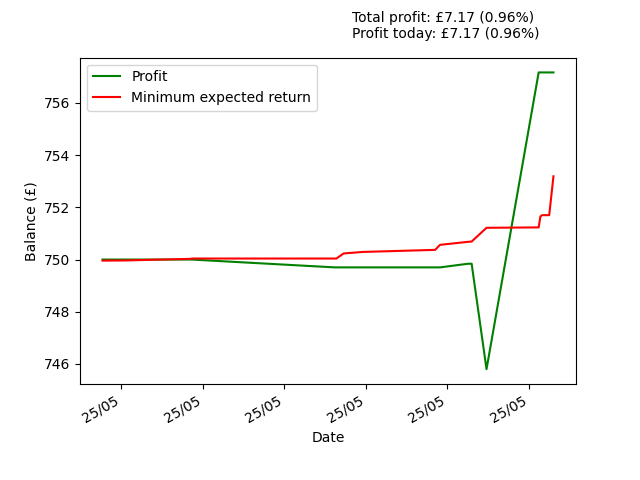 Total profit: £7.17 (0.96%)
Profit today: £7.17 (0.96%)
Profit
Minimum expected return
Balance (£)
756
754
752
750
748
746
25/05
25/05
25/05
25/05
25/05
25/05
Date